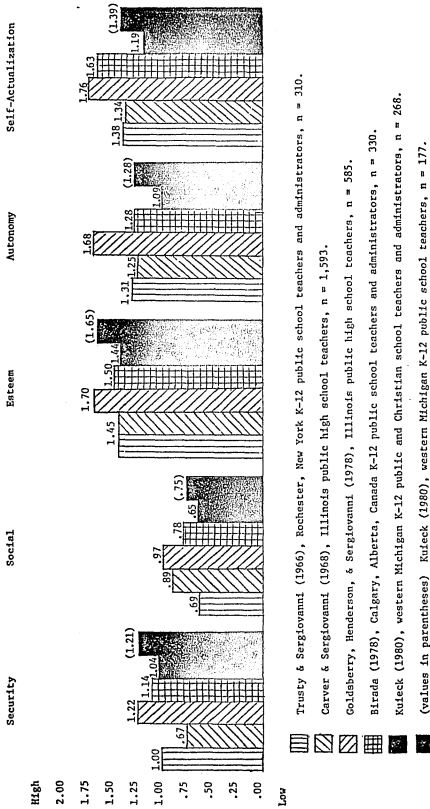 Security Social Esteem Autonomy Self-Actualization
High
2.00
1.75
1.50
1.25
1.00
.75
.50
.25
.00
Low
1.00 .67 1.22 1.14 1.04 (1.21)
.69 .89 .97 .78 .65 (.75)
1.45 1.70 1.50 1.44 (1.65)
1.31 1.25 1.68 1.28 1.09 (1.28)
1.38 1.34 1.76 1.63 1.19 (1.39)
Trusty & Sergiovanni (1966), Rochester, New York K-12 public school teachers and administrators, n = 310.
Carver & Sergiovanni (1968), Illinois public high school teachers, n = 1,593.
Goldsberry, Henderson, & Sergiovanni (1978), Illinois public high school teachers, n = 585.
Birada (1978), Calgary, Alberta, Canada K-12 public school teachers and administrators, n = 339.
Kuieck (1980), western Michigan K-12 public and Christian school teachers and administrators, n = 268.
(values in parentheses) Kuieck (1980), western Michigan K-12 public school teachers, n = 177.